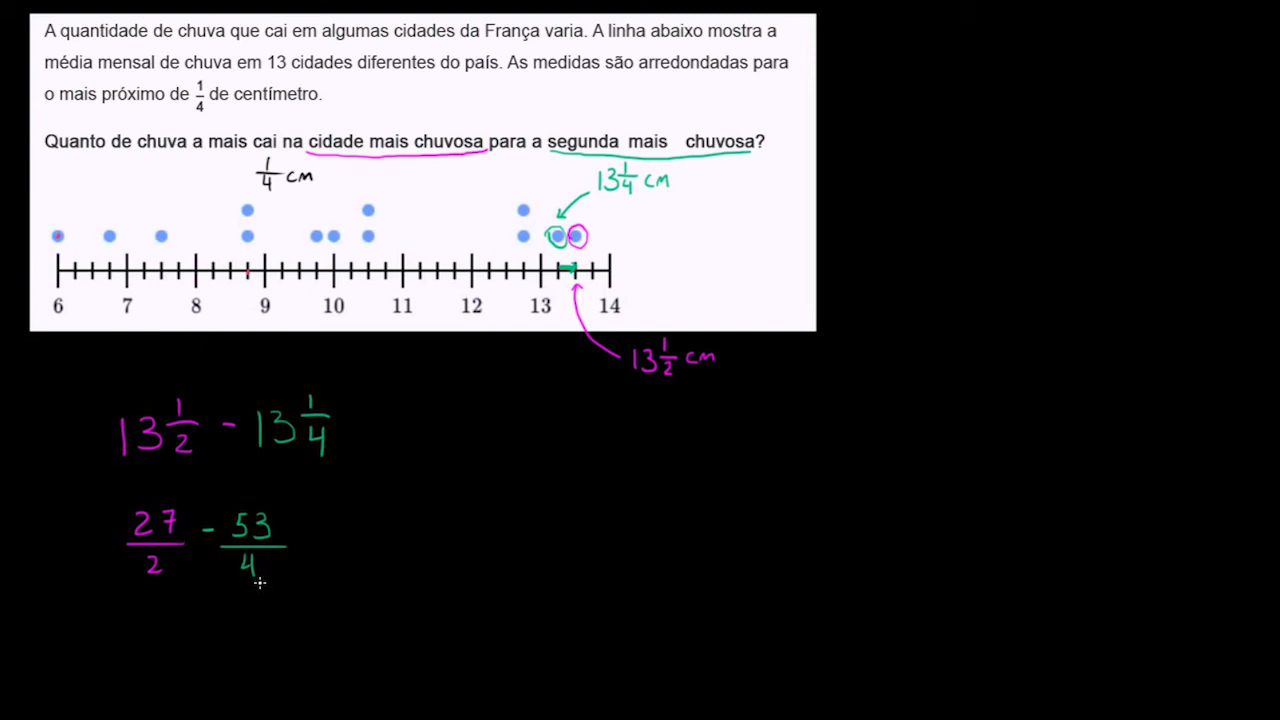 A quantidade de chuva que cai em algumas cidades da França varia. A linha abaixo mostra a
média mensal de chuva em 13 cidades diferentes do país. As medidas são arredondadas para
o mais próximo de 1/4 de centímetro.
Quanto de chuva a mais cai na cidade mais chuvosa para a segunda mais chuvosa?
1/4 cm
13 1/4 cm
6 7 8 9 10 11 12 13 14
13 1/2 cm
13 1/2 - 13 1/4
27/2 - 53/4